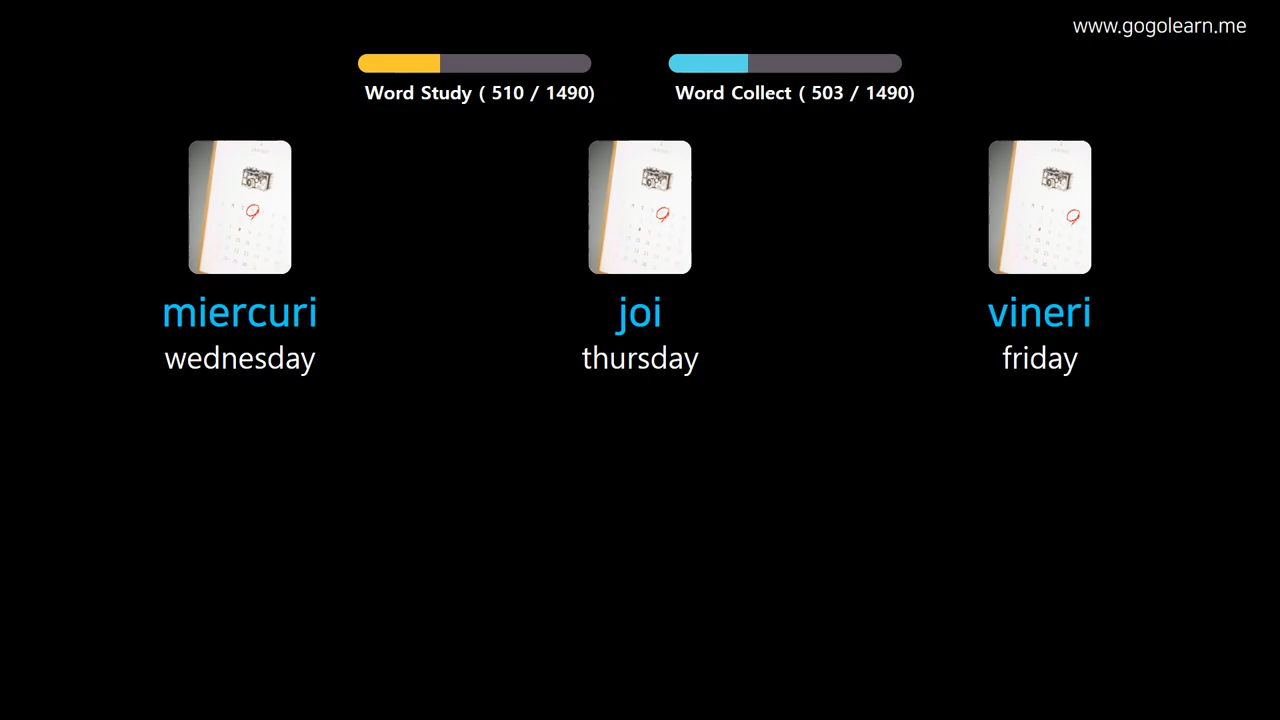 www.gogolearn.me
Word Study ( 510 / 1490)
Word Collect ( 503 / 1490)
miercuri
wednesday
joi
thursday
vineri
friday